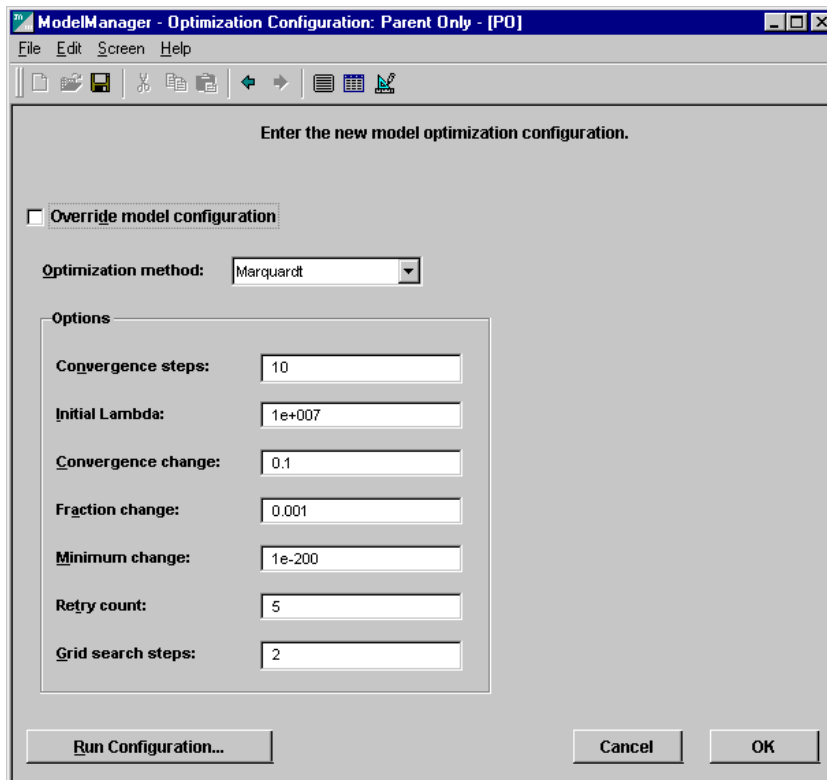 ModelManager - Optimization Configuration: Parent Only - [PO]
File Edit Screen Help
Enter the new model optimization configuration.
Override model configuration
Optimization method: Marquardt
Options
Convergence steps: 10
Initial Lambda: 1e+007
Convergence change: 0.1
Fraction change: 0.001
Minimum change: 1e-200
Retry count: 5
Grid search steps: 2
Run Configuration... Cancel OK